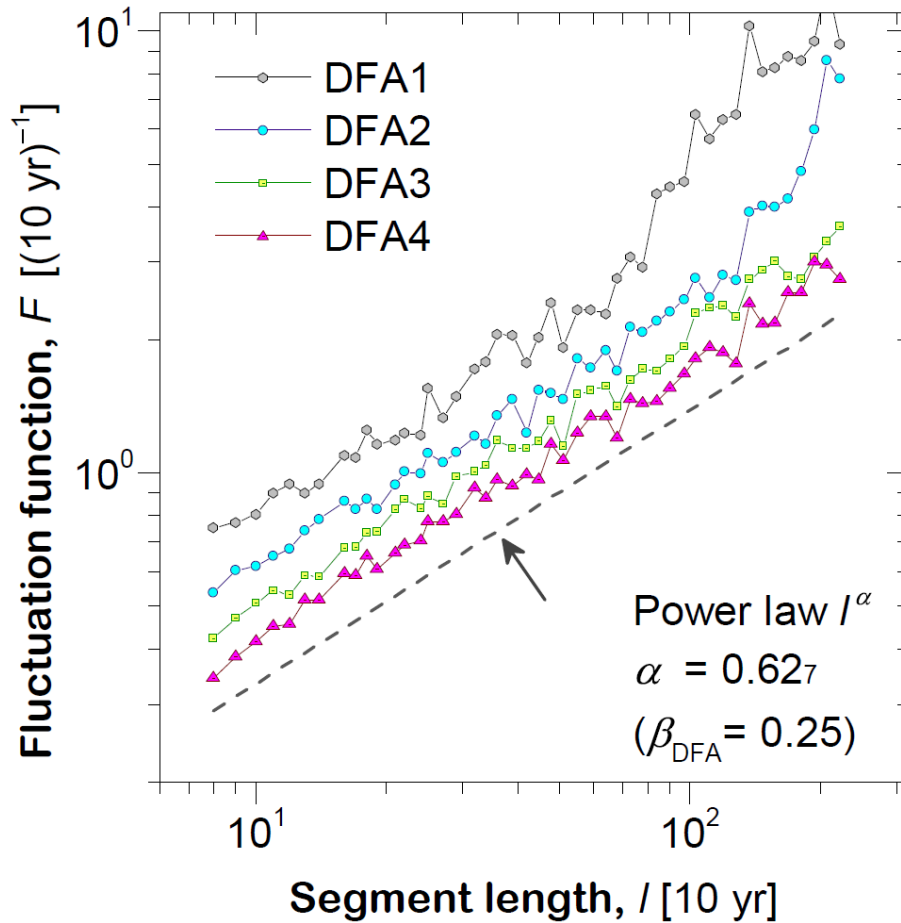 Fluctuation function, F [(10 yr)⁻¹]
10¹
10⁰
DFA1
DFA2
DFA3
DFA4
Power law l^α
α = 0.62₇
(β_DFA = 0.25)
10¹
10²
Segment length, l [10 yr]